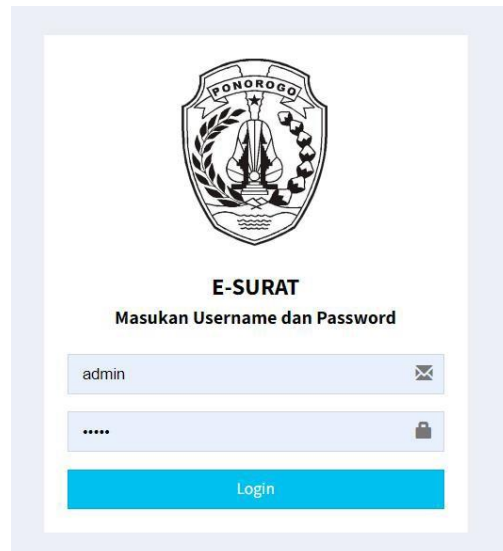 PONOROGO
E-SURAT
Masukan Username dan Password
admin
•••••
Login